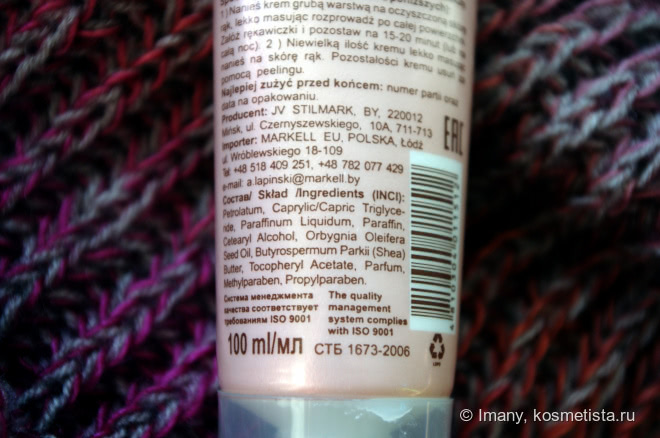 1 ) Nanieś krem grubą warstwą na oczyszczoną
rąk, lekko masując rozprowadź po całej powierzchni
Załóż rękawiczki i pozostaw na 15-20 minut (lub
całą noc). 2 ) Niewielką ilość kremu lekko masując
nanieś na skórę rąk. Pozostałości kremu usuń za
pomocą peelingu.
Najlepiej zużyć przed końcem: numer partii oraz
data na opakowaniu.
Producent: JV STILMARK, BY, 220012
Mińsk, ul. Czernyszewskiego, 10A, 711-713
Importer: MARKELL EU, POLSKA, Łódź
ul. Wróblewskiego 18-109
Tel: +48 518 409 251, +48 782 077 429
e-mail: a.lapinski@markell.by
EAC
Состав/ Skład /Ingredients (INCI):
Petrolatum, Caprylic/Capric Triglyce-
ride, Paraffinum Liquidum, Paraffin,
Cetearyl Alcohol, Orbygnia Oleifera
Seed Oil, Butyrospermum Parkii (Shea)
Butter, Tocopheryl Acetate, Parfum,
Methylparaben, Propylparaben.
Система менеджмента
качества соответствует
требованиям ISO 9001
The quality
management
system complies
with ISO 9001
100 ml/мл
СТБ 1673-2006
© Imany, kosmetista.ru